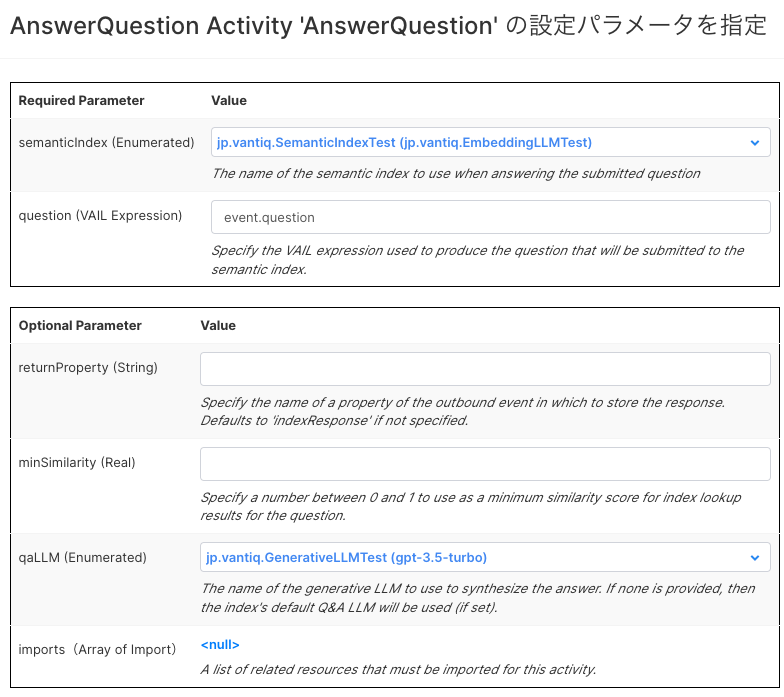 AnswerQuestion Activity 'AnswerQuestion' の設定パラメータを指定
Required Parameter Value
semanticIndex (Enumerated) jp.vantiq.SemanticIndexTest (jp.vantiq.EmbeddingLLMTest)
The name of the semantic index to use when answering the submitted question
question (VAIL Expression) event.question
Specify the VAIL expression used to produce the question that will be submitted to the
semantic index.
Optional Parameter Value
returnProperty (String)
Specify the name of a property of the outbound event in which to store the response.
Defaults to 'indexResponse' if not specified.
minSimilarity (Real)
Specify a number between 0 and 1 to use as a minimum similarity score for index lookup
results for the question.
qaLLM (Enumerated) jp.vantiq.GenerativeLLMTest (gpt-3.5-turbo)
The name of the generative LLM to use to synthesize the answer. If none is provided, then
the index's default Q&A LLM will be used (if set).
imports（Array of Import） <null>
A list of related resources that must be imported for this activity.